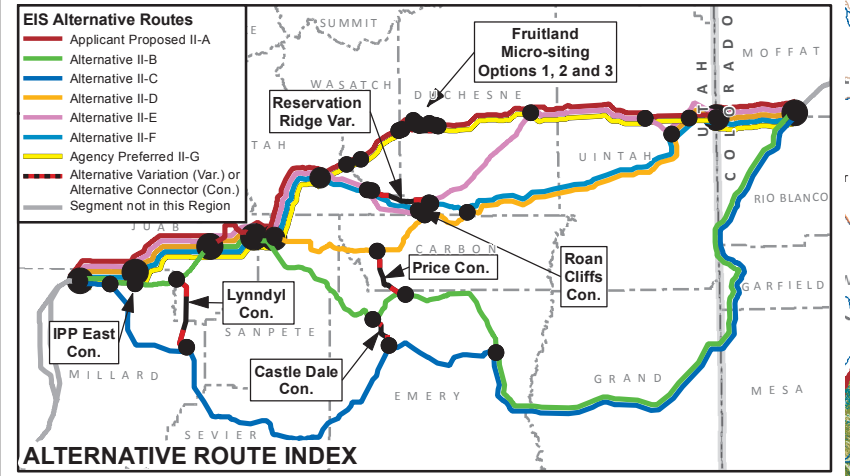 EIS Alternative Routes
Applicant Proposed II-A
Alternative II-B
Alternative II-C
Alternative II-D
Alternative II-E
Alternative II-F
Agency Preferred II-G
Alternative Variation (Var.) or
Alternative Connector (Con.)
Segment not in this Region
E
SUMMIT
TAH
WASATCH
DUCHESNE
Fruitland
Micro-siting
Options 1, 2 and 3
Reservation
Ridge Var.
UTAH
COLORADO
MOFFAT
UINTAH
RIO BLANCO
JUAB
CARBON
Price Con.
Roan
Cliffs
Con.
GARFIELD
Lynndyl
Con.
IPP East
Con.
SANPETE
Castle Dale
Con.
MILLARD
EMERY
GRAND
MESA
SEVIER
ALTERNATIVE ROUTE INDEX